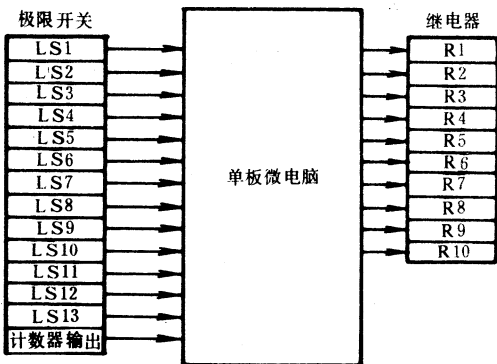 极限开关
LS1
LS2
LS3
LS4
LS5
LS6
LS7
LS8
LS9
LS10
LS11
LS12
LS13
计数器输出
单板微电脑
继电器
R1
R2
R3
R4
R5
R6
R7
R8
R9
R10